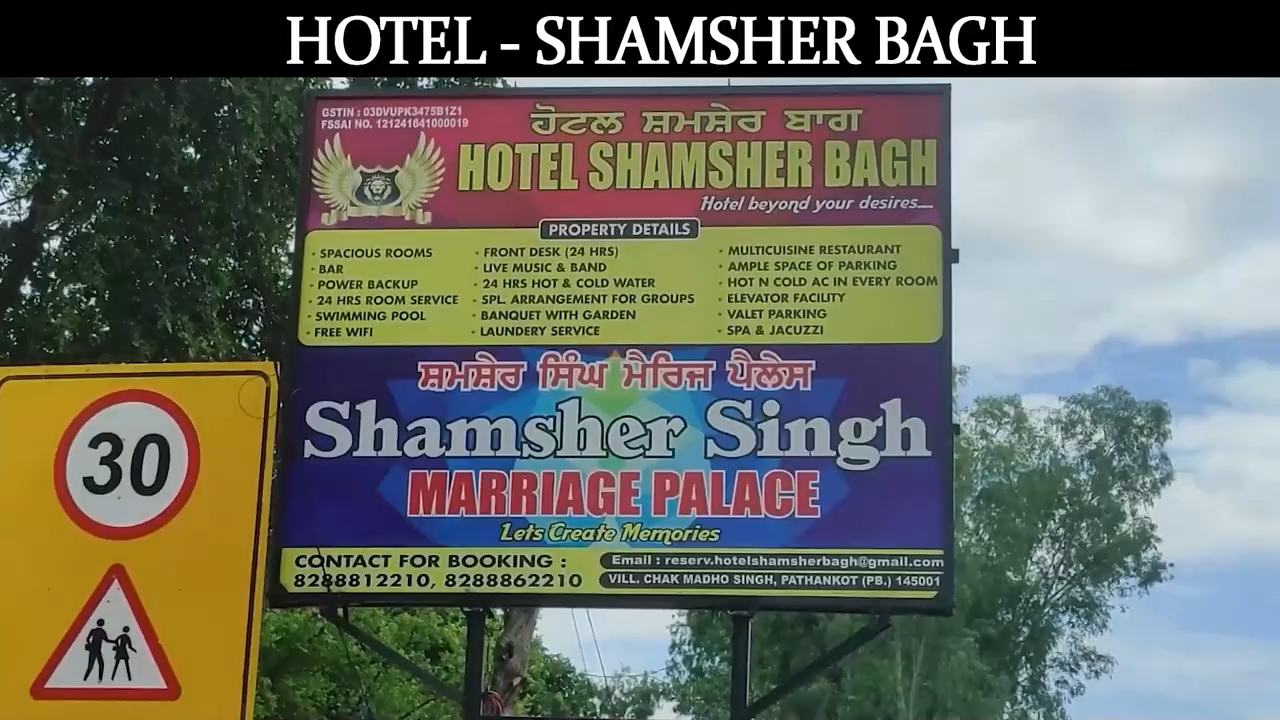 HOTEL - SHAMSHER BAGH
GSTIN : 03DVUPK3475B1Z1
FSSAI NO. 121241641000019
ਹੋਟਲ ਸ਼ਮਸ਼ੇਰ ਬਾਗ
HOTEL SHAMSHER BAGH
Hotel beyond your desires....
PROPERTY DETAILS
· SPACIOUS ROOMS
· BAR
· POWER BACKUP
· 24 HRS ROOM SERVICE
· SWIMMING POOL
· FREE WIFI
· FRONT DESK (24 HRS)
· LIVE MUSIC & BAND
· 24 HRS HOT & COLD WATER
· SPL. ARRANGEMENT FOR GROUPS
· BANQUET WITH GARDEN
· LAUNDERY SERVICE
· MULTICUISINE RESTAURANT
· AMPLE SPACE OF PARKING
· HOT N COLD AC IN EVERY ROOM
· ELEVATOR FACILITY
· VALET PARKING
· SPA & JACUZZI
ਸ਼ਮਸ਼ੇਰ ਸਿੰਘ ਮੈਰਿਜ ਪੈਲੇਸ
Shamsher Singh
MARRIAGE PALACE
Lets Create Memories
CONTACT FOR BOOKING :
8288812210, 8288862210
Email : reserv.hotelshamsherbagh@gmail.com
VILL. CHAK MADHO SINGH, PATHANKOT (PB.) 145001
30